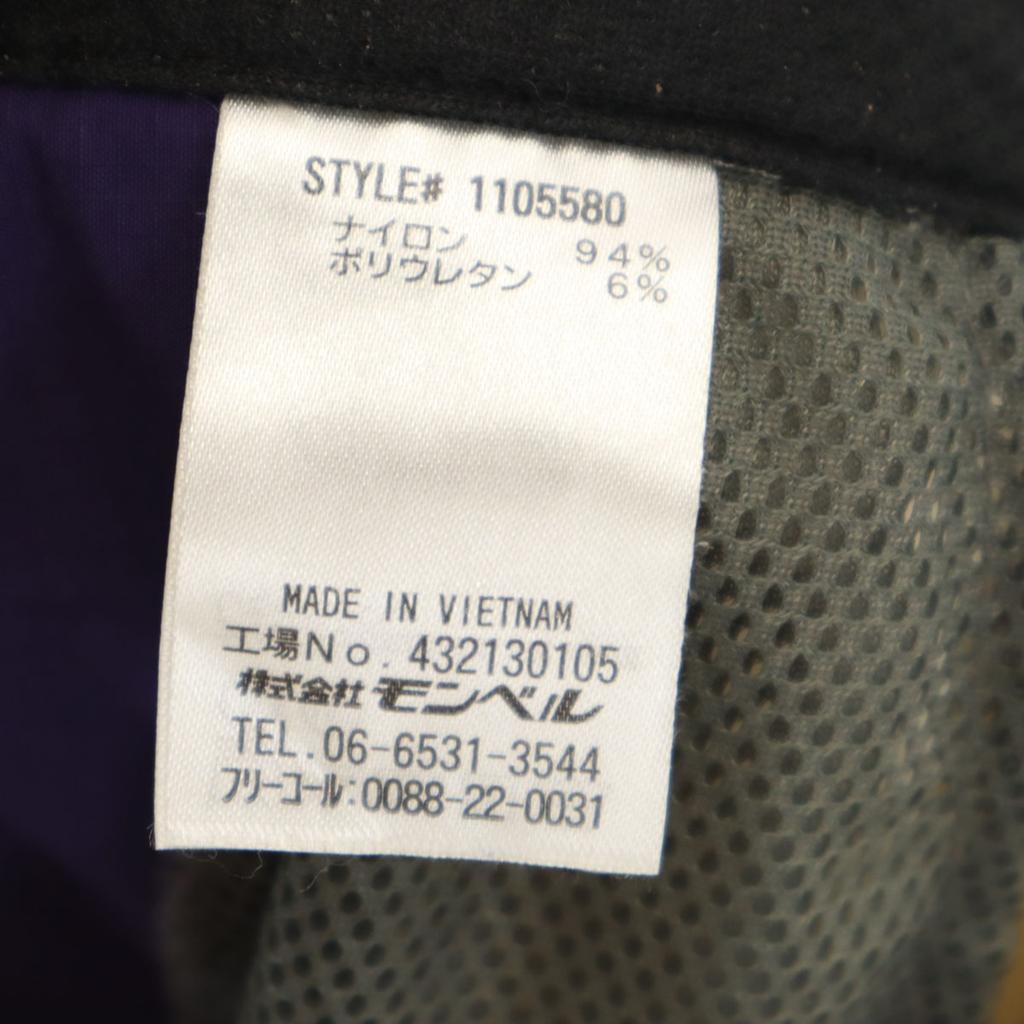 STYLE# 1105580
ナイロン 94%
ポリウレタン 6%
MADE IN VIETNAM
工場No. 432130105
株式会社モンベル
TEL.06-6531-3544
フリーコール:0088-22-0031